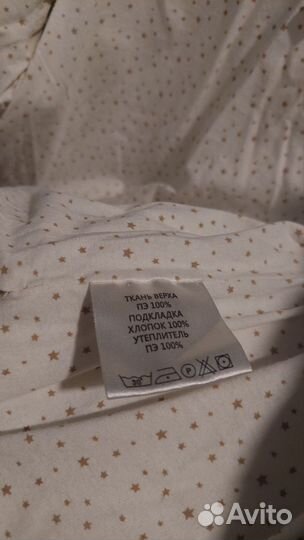 ТКАНЬ ВЕРХА
ПЭ 100%
ПОДКЛАДКА
ХЛОПОК 100%
УТЕПЛИТЕЛЬ
ПЭ 100%
30°
P
Avito